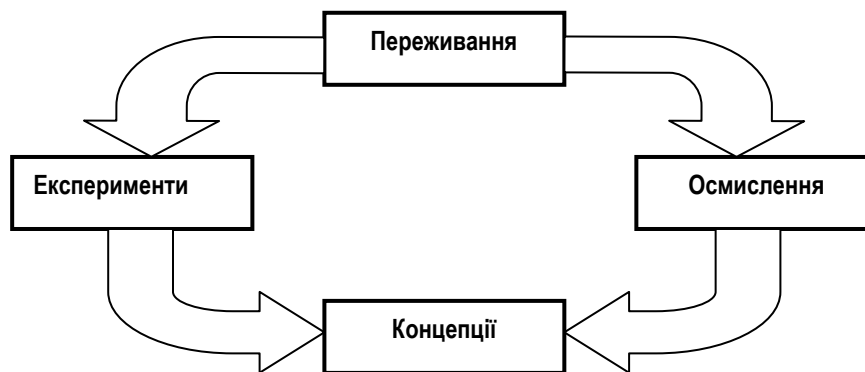 Переживання
Експерименти
Осмислення
Концепції